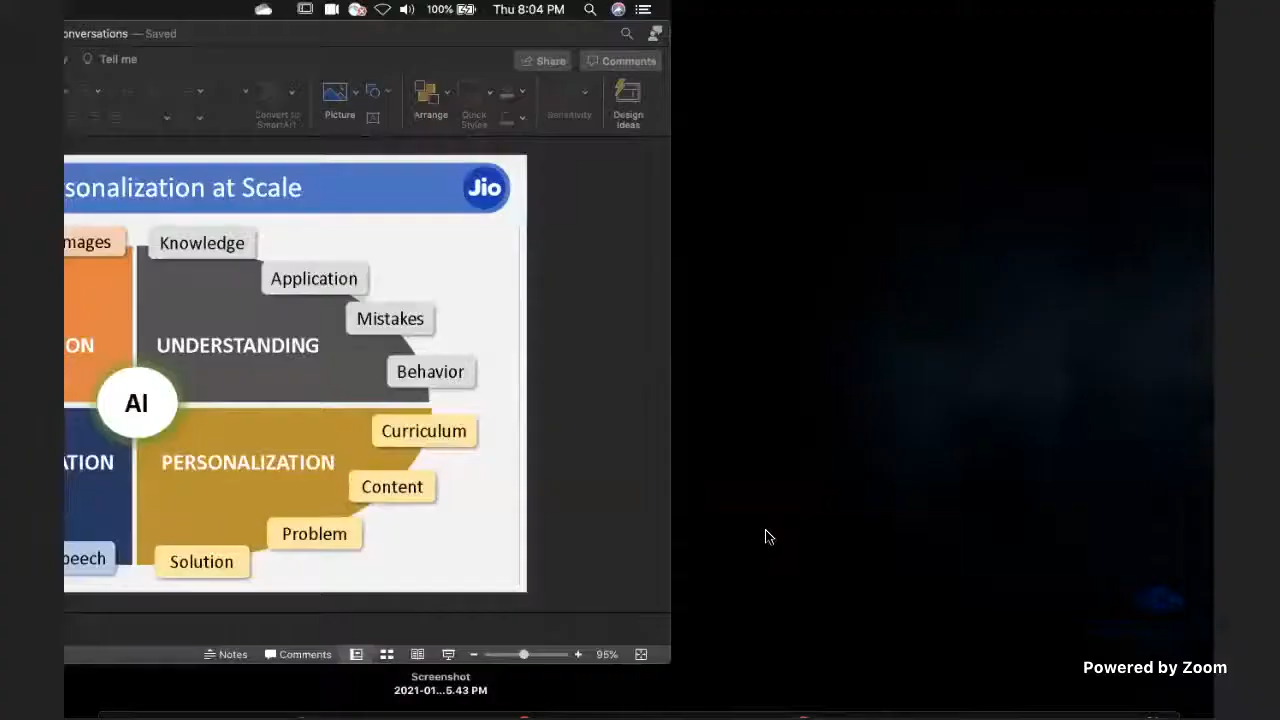 100%
Thu 8:04 PM
onversations — Saved
Tell me
Share
Comments
Convert to
SmartArt
Picture
Arrange
Quick
Styles
Sensitivity
Design
Ideas
sonalization at Scale
Jio
mages
Knowledge
Application
Mistakes
ON
UNDERSTANDING
Behavior
AI
Curriculum
ATION
PERSONALIZATION
Content
Problem
peech
Solution
Notes
Comments
95%
Screenshot
2021-01...5.43 PM
Powered by Zoom